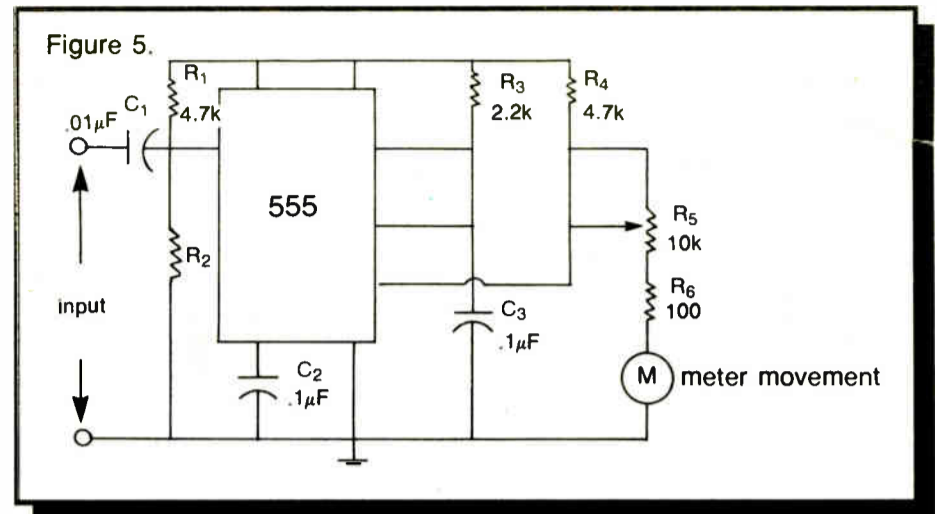 Figure 5.
R1
4.7k
C1
.01µF
R3
2.2k
R4
4.7k
555
R2
R5
10k
input
R6
100
C3
.1µF
C2
.1µF
M meter movement